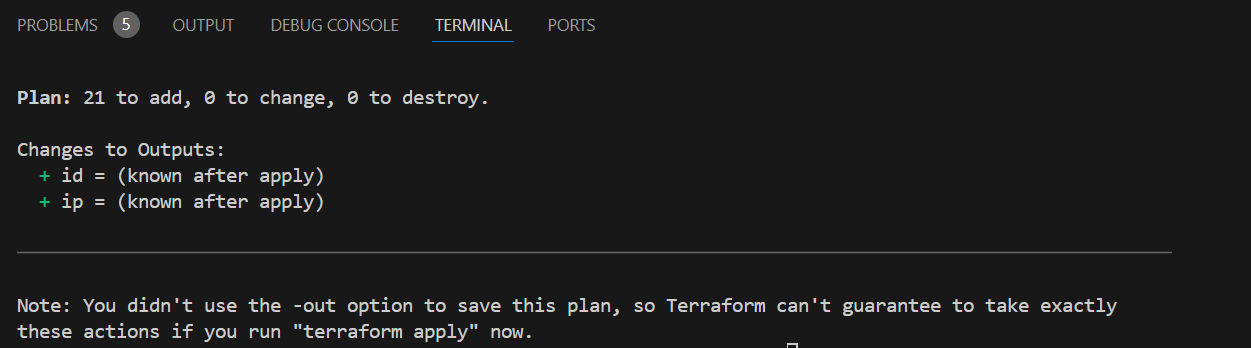 PROBLEMS 5 OUTPUT DEBUG CONSOLE TERMINAL PORTS
Plan: 21 to add, 0 to change, 0 to destroy.
Changes to Outputs:
+ id = (known after apply)
+ ip = (known after apply)
Note: You didn't use the -out option to save this plan, so Terraform can't guarantee to take exactly
these actions if you run "terraform apply" now.